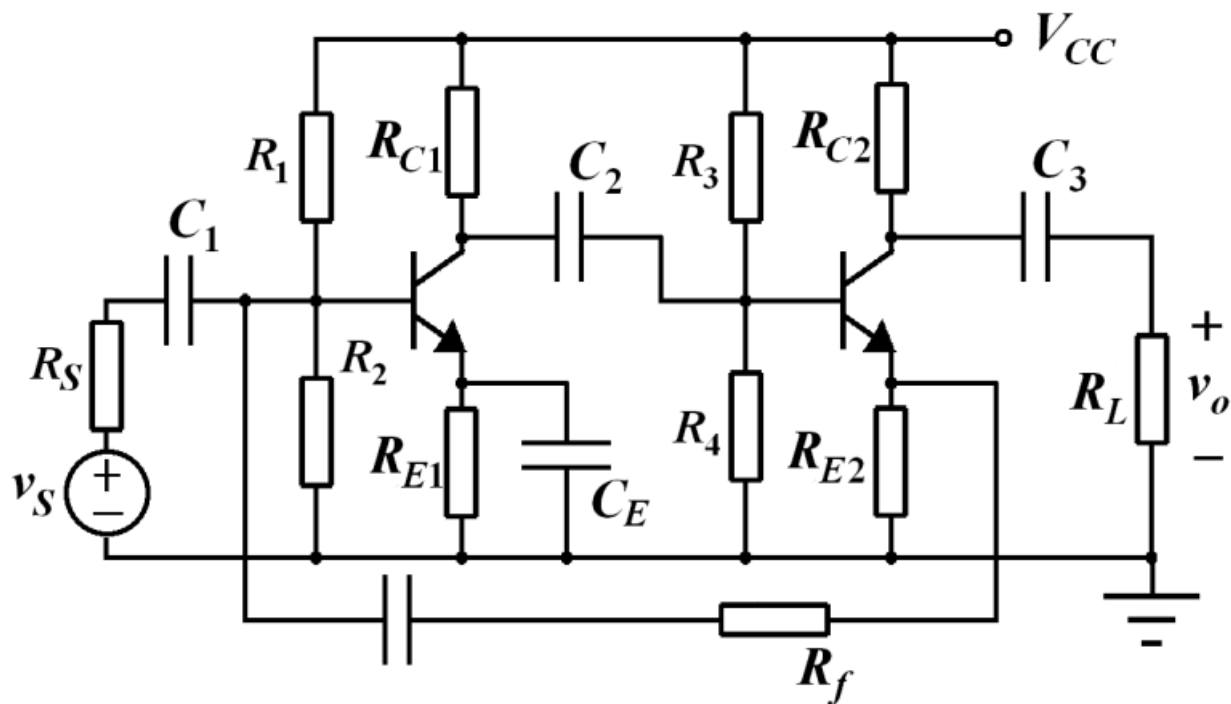 V_CC
R_1
R_C1
C_2
R_3
R_C2
C_3
C_1
R_S
R_2
R_E1
C_E
R_4
R_E2
R_L
+
v_o
−
v_S
+
−
R_f